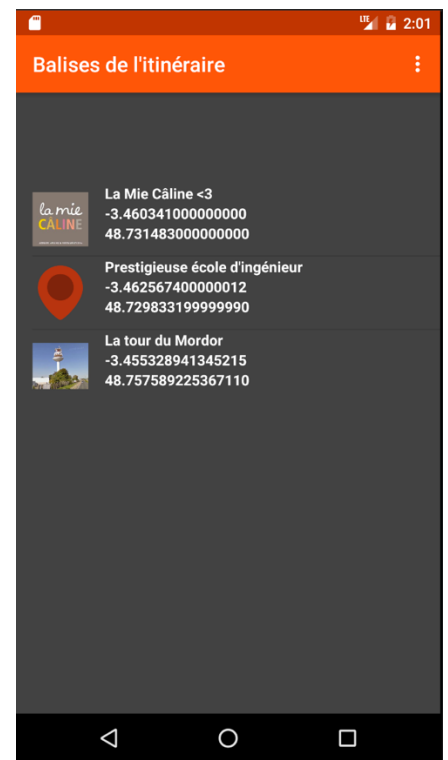 LTE 2:01
Balises de l'itinéraire
la mie
CÂLINE
La Mie Câline <3
-3.460341000000000
48.731483000000000
Prestigieuse école d'ingénieur
-3.462567400000012
48.729833199999990
La tour du Mordor
-3.455328941345215
48.757589225367110